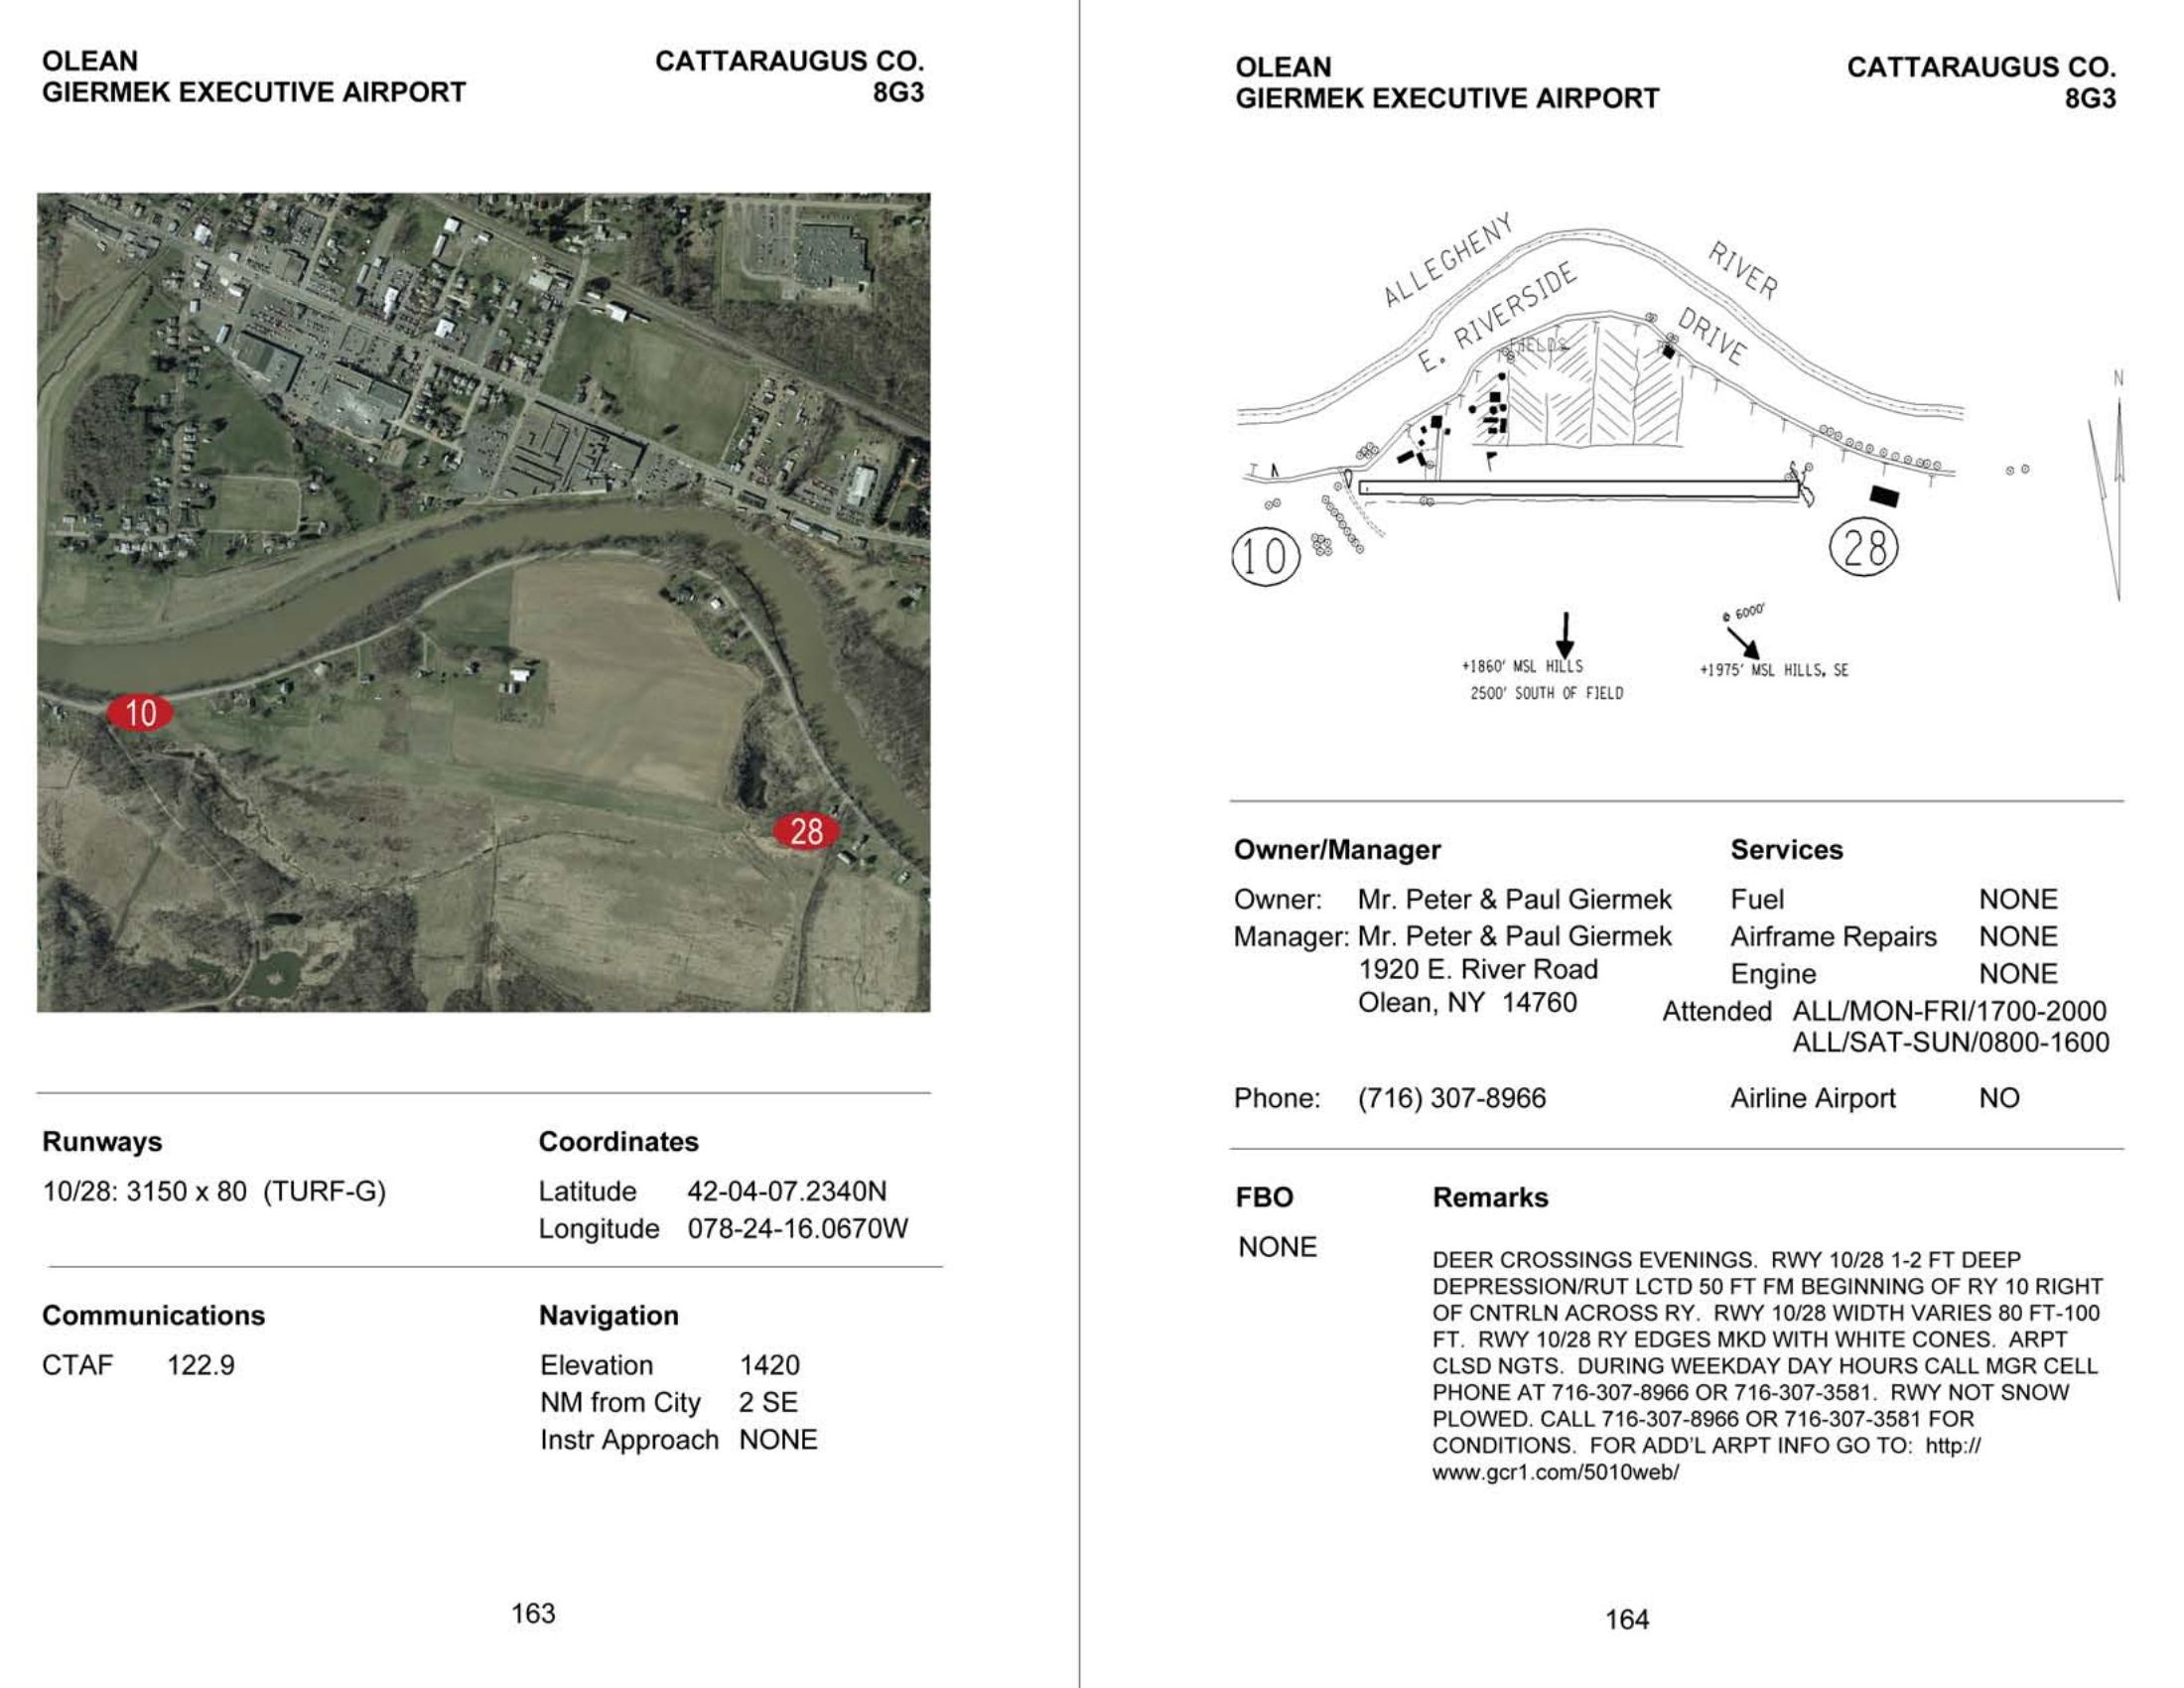 OLEAN
CATTARAUGUS CO.
GIERMEK EXECUTIVE AIRPORT
8G3
10
28
Runways
10/28: 3150 x 80 (TURF-G)
Coordinates
Latitude 42-04-07.2340N
Longitude 078-24-16.0670W
Communications
CTAF 122.9
Navigation
Elevation 1420
NM from City 2 SE
Instr Approach NONE
163
OLEAN
CATTARAUGUS CO.
GIERMEK EXECUTIVE AIRPORT
8G3
ALLEGHENY
RIVER
E. RIVERSIDE
DRIVE
FIELDS
N
10
28
@ 6000'
+1860' MSL HILLS
2500' SOUTH OF FIELD
+1975' MSL HILLS, SE
Owner/Manager
Owner: Mr. Peter & Paul Giermek
Manager: Mr. Peter & Paul Giermek
1920 E. River Road
Olean, NY 14760
Phone: (716) 307-8966
Services
Fuel NONE
Airframe Repairs NONE
Engine NONE
Attended ALL/MON-FRI/1700-2000
ALL/SAT-SUN/0800-1600
Airline Airport NO
FBO
NONE
Remarks
DEER CROSSINGS EVENINGS. RWY 10/28 1-2 FT DEEP
DEPRESSION/RUT LCTD 50 FT FM BEGINNING OF RY 10 RIGHT
OF CNTRLN ACROSS RY. RWY 10/28 WIDTH VARIES 80 FT-100
FT. RWY 10/28 RY EDGES MKD WITH WHITE CONES. ARPT
CLSD NGTS. DURING WEEKDAY DAY HOURS CALL MGR CELL
PHONE AT 716-307-8966 OR 716-307-3581. RWY NOT SNOW
PLOWED. CALL 716-307-8966 OR 716-307-3581 FOR
CONDITIONS. FOR ADD'L ARPT INFO GO TO: http://
www.gcr1.com/5010web/
164